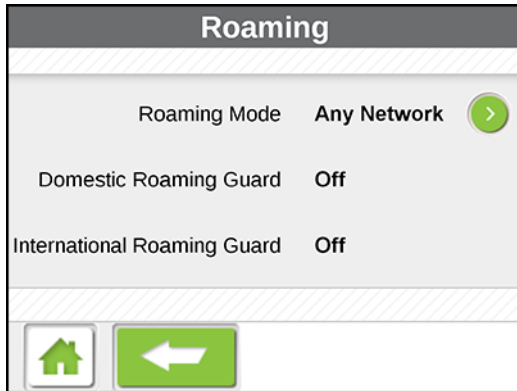 Roaming
Roaming Mode Any Network
Domestic Roaming Guard Off
International Roaming Guard Off